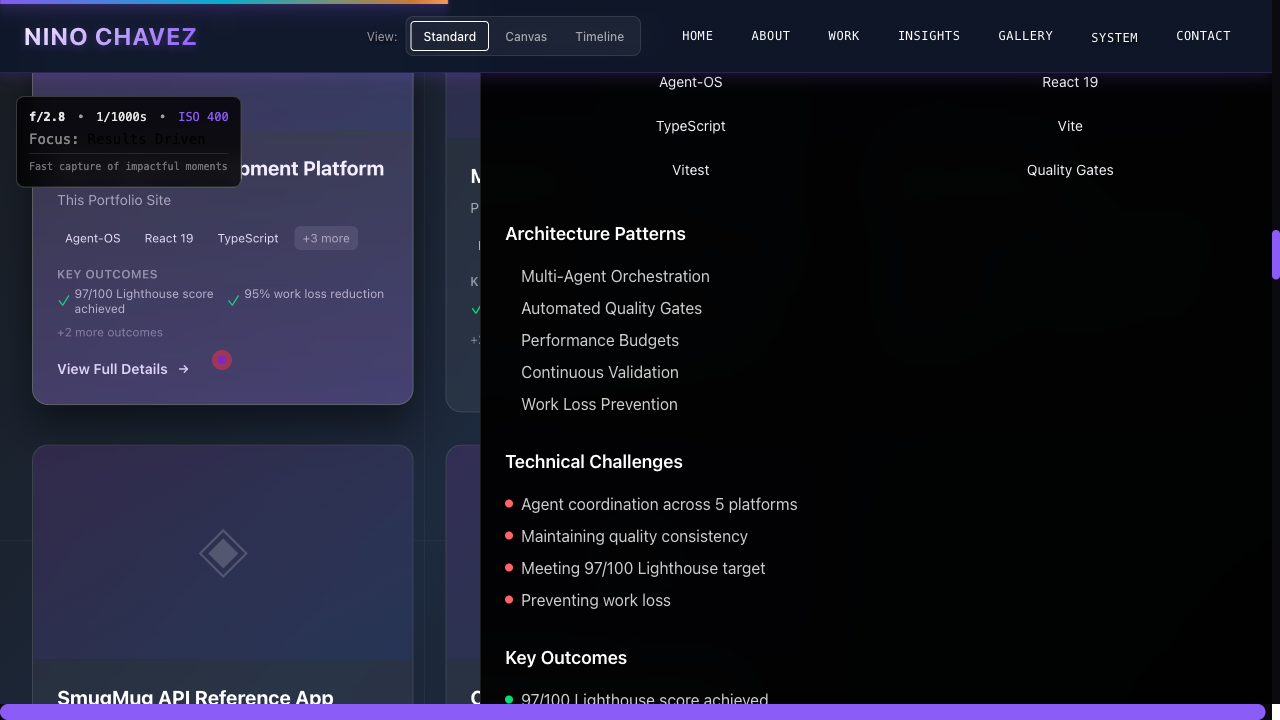 NINO CHAVEZ
View:
Standard
Canvas
Timeline
HOME
ABOUT
WORK
INSIGHTS
GALLERY
SYSTEM
CONTACT
f/2.8 • 1/1000s • ISO 400
Focus: Results Driven
Fast capture of impactful moments
pment Platform
This Portfolio Site
Agent-OS
React 19
TypeScript
+3 more
KEY OUTCOMES
97/100 Lighthouse score
achieved
95% work loss reduction
+2 more outcomes
View Full Details →
SmugMug API Reference App
Agent-OS
React 19
TypeScript
Vite
Vitest
Quality Gates
Architecture Patterns
Multi-Agent Orchestration
Automated Quality Gates
Performance Budgets
Continuous Validation
Work Loss Prevention
Technical Challenges
Agent coordination across 5 platforms
Maintaining quality consistency
Meeting 97/100 Lighthouse target
Preventing work loss
Key Outcomes
97/100 Lighthouse score achieved